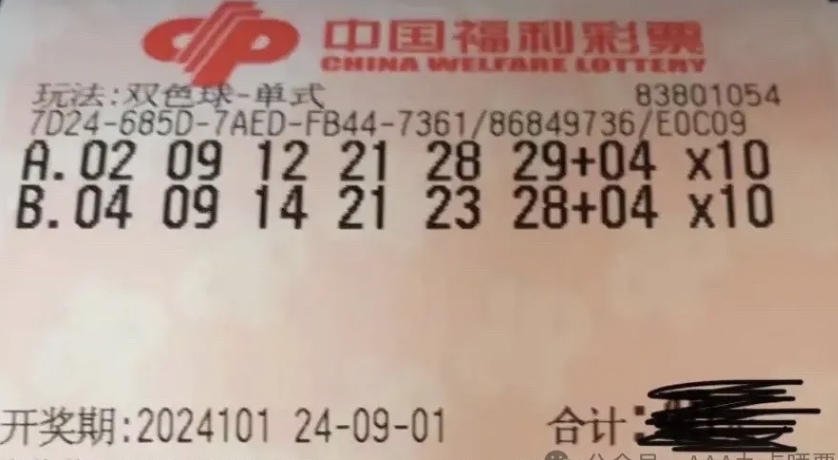 中国福利彩票
CHINA WELFARE LOTTERY
玩法:双色球-单式 83801054
7D24-685D-7AED-FB44-7361/86849736/E0C09
A.02 09 12 21 28 29+04 x10
B.04 09 14 21 23 28+04 x10
开奖期:2024101 24-09-01 合计: